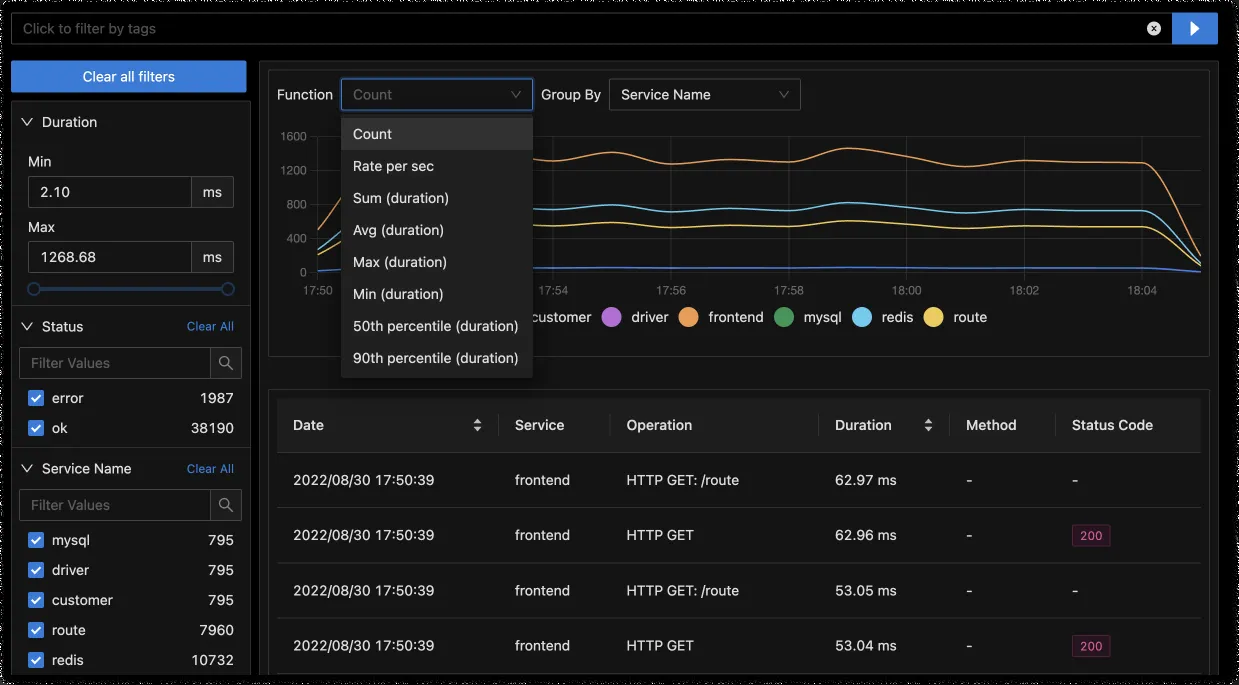 Click to filter by tags
Clear all filters
Duration
Min
2.10 ms
Max
1268.68 ms
Status Clear All
Filter Values
error 1987
ok 38190
Service Name Clear All
Filter Values
mysql 795
driver 795
customer 795
route 7960
redis 10732
Function Count Group By Service Name
Count
Rate per sec
Sum (duration)
Avg (duration)
Max (duration)
Min (duration)
50th percentile (duration)
90th percentile (duration)
1600
1200
800
400
0
17:50 17:54 17:56 17:58 18:00 18:02 18:04
customer driver frontend mysql redis route
Date Service Operation Duration Method Status Code
2022/08/30 17:50:39 frontend HTTP GET: /route 62.97 ms - -
2022/08/30 17:50:39 frontend HTTP GET 62.96 ms - 200
2022/08/30 17:50:39 frontend HTTP GET: /route 53.05 ms - -
2022/08/30 17:50:39 frontend HTTP GET 53.04 ms - 200